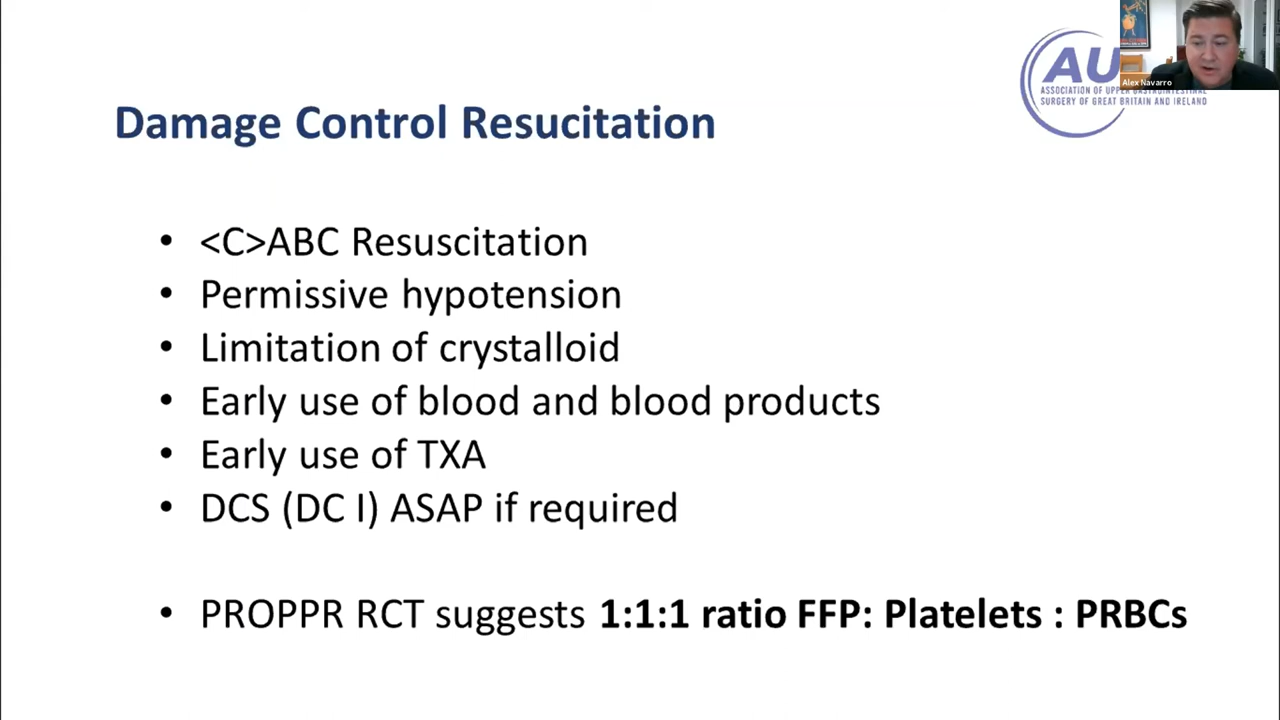 AU
ASSOCIATION OF UPPER GASTROINTESTINAL
SURGERY OF GREAT BRITAIN AND IRELAND
Alex Navarro
Damage Control Resucitation
• <C>ABC Resuscitation
• Permissive hypotension
• Limitation of crystalloid
• Early use of blood and blood products
• Early use of TXA
• DCS (DC I) ASAP if required
• PROPPR RCT suggests 1:1:1 ratio FFP: Platelets : PRBCs